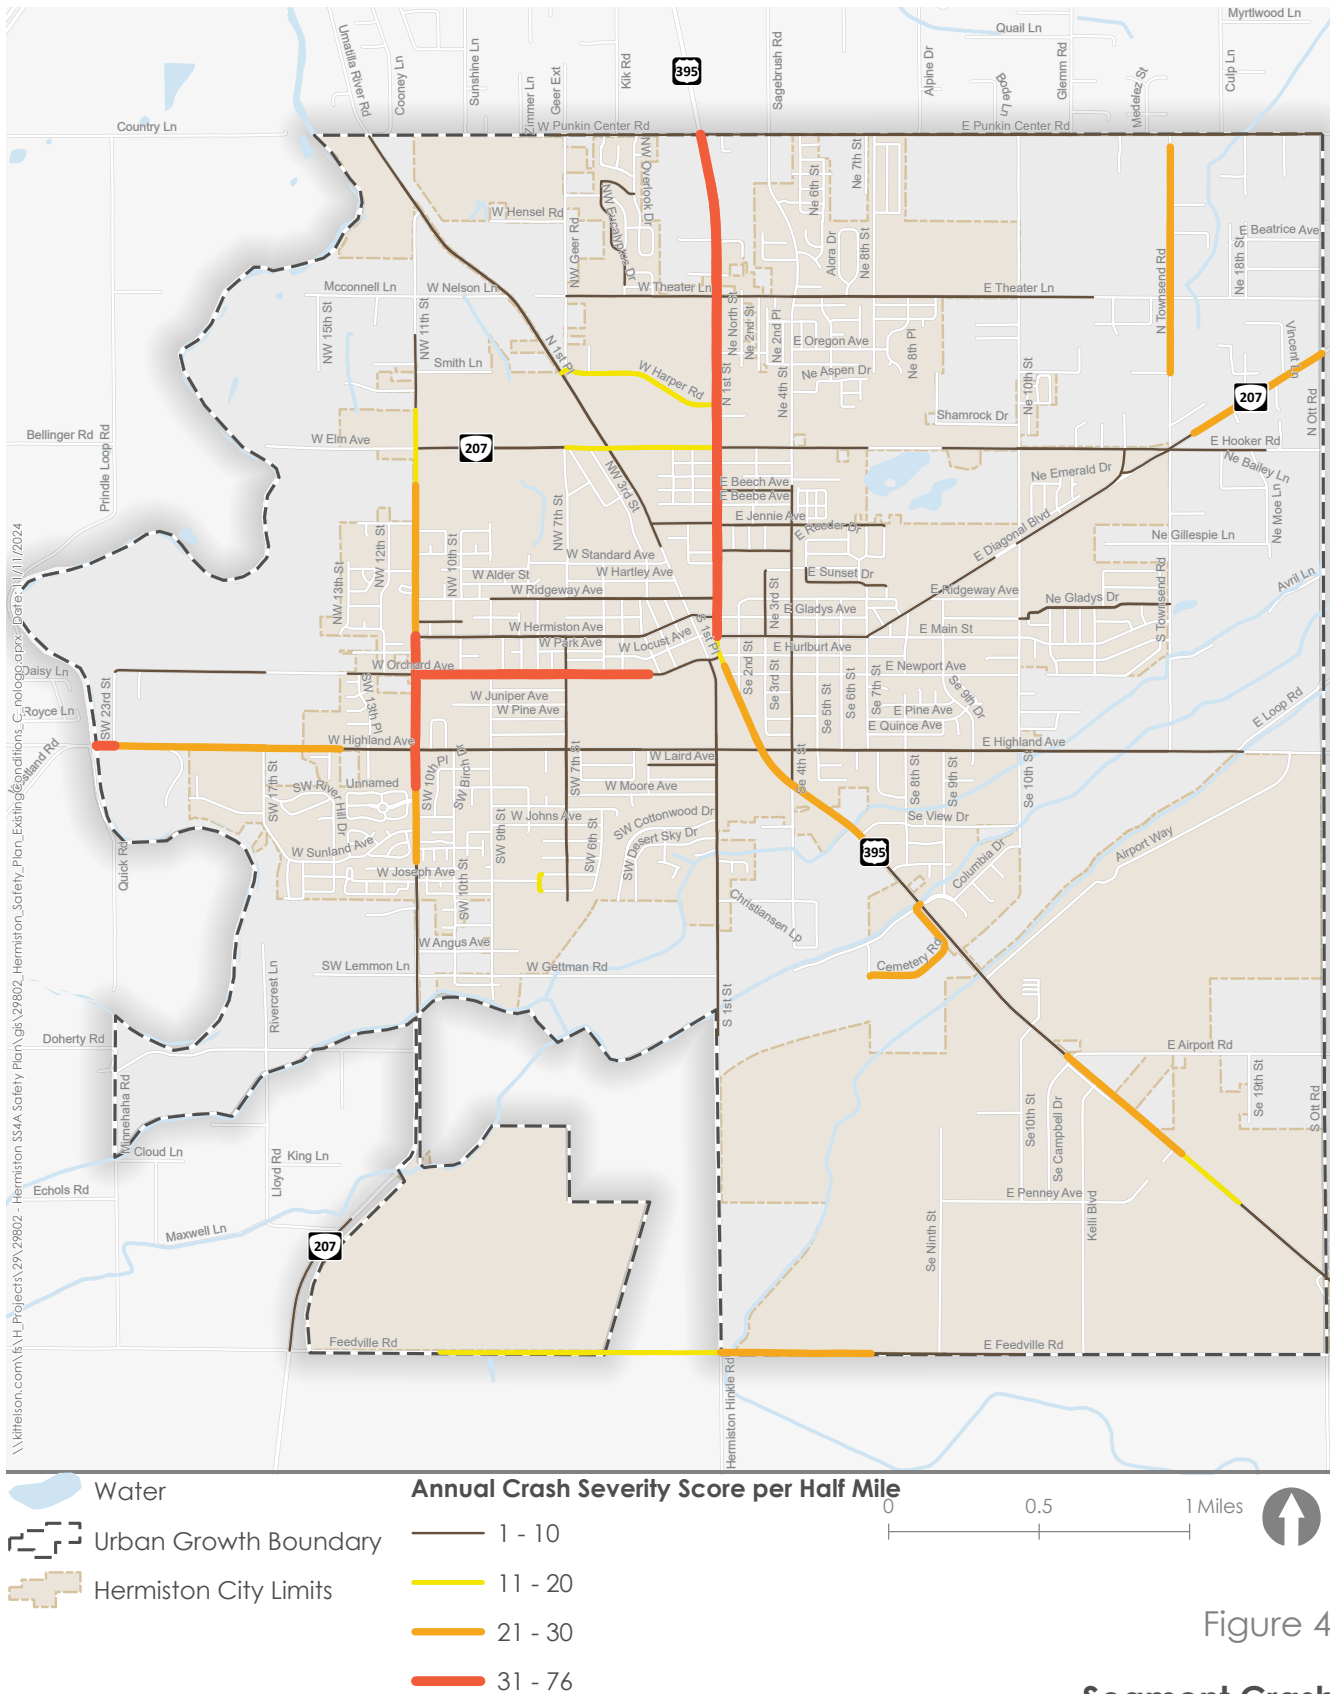 Myrtlwood Ln
Quail Ln
Umatilla River Rd
Cooney Ln
Sunshine Ln
Zimmer Ln
Geer Ext
Kik Rd
395
Sagebrush Rd
Alpine Dr
Bode Ln
Glemm Rd
Medelez St
Culp Ln
Country Ln
W Punkin Center Rd
E Punkin Center Rd
NW Overlook Dr
Ne 6th St
Ne 7th St
W Hensel Rd
NW Geer Rd
NW Eucalyptus Dr
Alora Dr
Ne 8th St
N Townsend Rd
Ne 18th St
E Beatrice Ave
Mcconnell Ln
W Nelson Ln
W Theater Ln
E Theater Ln
NW 15th St
NW 11th St
N 1st Pl
Ne North St
Ne 2nd St
Ne 2nd Pl
E Oregon Ave
Ne 8th Pl
Vincent Ln
Smith Ln
W Harper Rd
N 1st St
Ne 4th St
Ne Aspen Dr
Ne 10th St
207
N Ott Rd
Shamrock Dr
Bellinger Rd
Prindle Loop Rd
W Elm Ave
207
E Hooker Rd
Ne Bailey Ln
Ne Emerald Dr
NW 3rd St
E Beech Ave
E Beebe Ave
Ne Moe Ln
NW 12th St
NW 7th St
E Jennie Ave
E Reeder Dr
E Diagonal Blvd
Ne Gillespie Ln
NW 13th St
NW 10th St
W Standard Ave
W Alder St
W Hartley Ave
E Sunset Dr
Avril Ln
W Ridgeway Ave
Ne 3rd St
E Ridgeway Ave
S Townsend Rd
Ne Gladys Dr
E Gladys Ave
W Hermiston Ave
S 1st Pl
E Main St
W Park Ave
W Locust Ave
E Hurlburt Ave
Daisy Ln
W Orchard Ave
Se 2nd St
E Newport Ave
SW 23rd St
SW 13th Pl
W Juniper Ave
Se 3rd St
Se 5th St
Se 6th St
Se 7th St
Se 9th Dr
E Loop Rd
Royce Ln
W Pine Ave
E Pine Ave
E Quince Ave
W Highland Ave
E Highland Ave
SW 10th Pl
SW Birch Pl
SW 7th St
W Laird Ave
Se 4th St
Se 8th St
Se 9th St
Se 10th St
SW 17th St
SW River Hill Dr
Unnamed
W Moore Ave
SW 9th St
W Johns Ave
SW 6th St
SW Cottonwood Dr
SW Desert Sky Dr
Se View Dr
Airport Way
Quick Rd
W Sunland Ave
395
Columbia Dr
W Joseph Ave
SW 10th St
Christiansen Lp
W Angus Ave
Cemetery Rd
SW Lemmon Ln
W Gettman Rd
Rivercrest Ln
S 1st St
Doherty Rd
E Airport Rd
Minnehaha Rd
Se10th St
Se Campbell Dr
Se 19th St
S Ott Rd
Cloud Ln
Lloyd Rd
King Ln
Echols Rd
E Penney Ave
Maxwell Ln
Se Ninth St
Kelli Blvd
207
Feedville Rd
E Feedville Rd
Hermiston Hinkle Rd
Water
Urban Growth Boundary
Hermiston City Limits
Annual Crash Severity Score per Half Mile
1 - 10
11 - 20
21 - 30
31 - 76
0 0.5 1 Miles
Figure 4